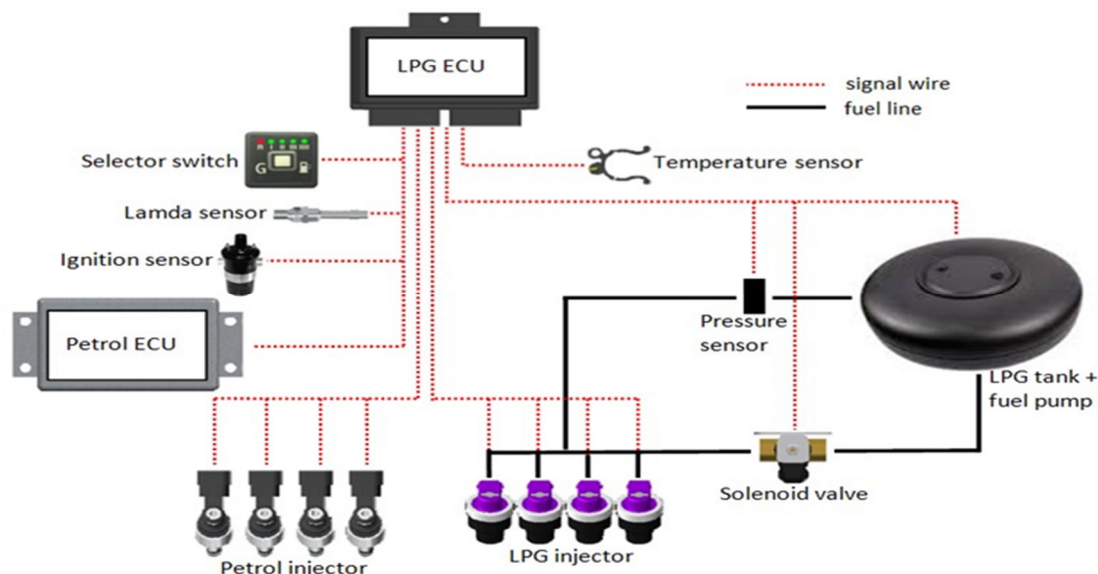 LPG ECU
signal wire
fuel line
Selector switch
G
Temperature sensor
Lamda sensor
Ignition sensor
Petrol ECU
Pressure
sensor
LPG tank +
fuel pump
Solenoid valve
Petrol injector
LPG injector